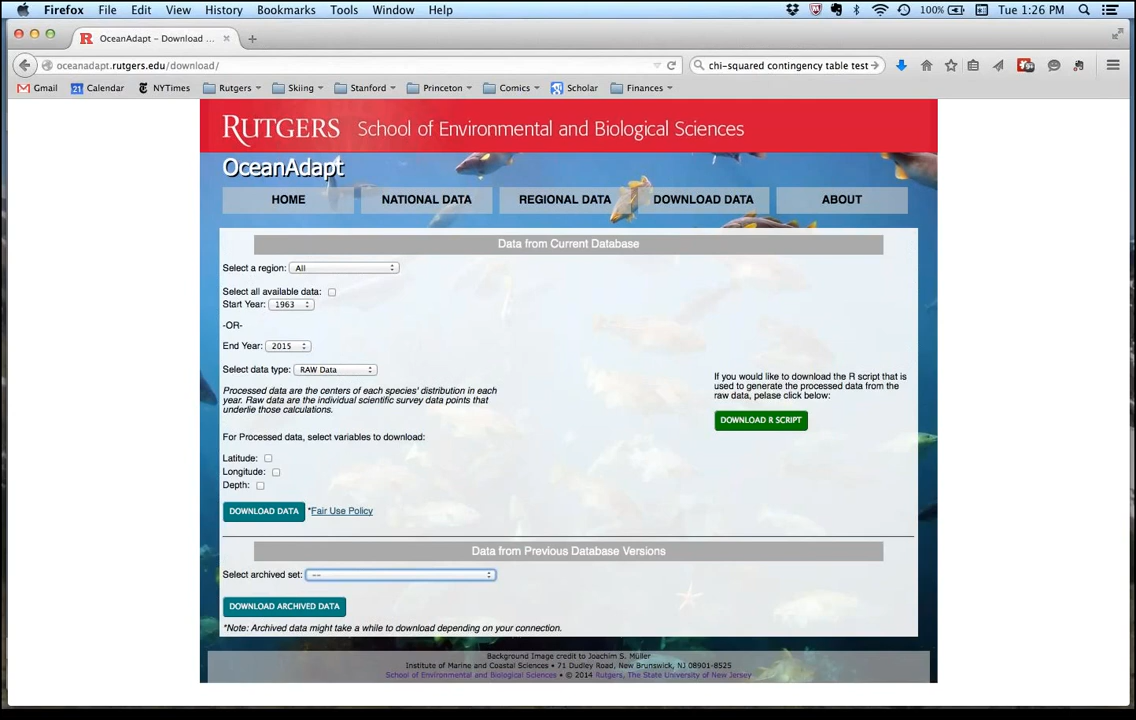 Firefox File Edit View History Bookmarks Tools Window Help 100% Tue 1:26 PM
R OceanAdapt – Download ... × +
oceanadapt.rutgers.edu/download/ chi-squared contingency table test
Gmail 21 Calendar NYTimes Rutgers Skiing Stanford Princeton Comics Scholar Finances
RUTGERS School of Environmental and Biological Sciences
OceanAdapt
HOME NATIONAL DATA REGIONAL DATA DOWNLOAD DATA ABOUT
Data from Current Database
Select a region: All
Select all available data:
Start Year: 1963
-OR-
End Year: 2015
Select data type: RAW Data
Processed data are the centers of each species' distribution in each
year. Raw data are the individual scientific survey data points that
underlie those calculations.
For Processed data, select variables to download:
Latitude:
Longitude:
Depth:
DOWNLOAD DATA *Fair Use Policy
If you would like to download the R script that is
used to generate the processed data from the
raw data, pelase click below:
DOWNLOAD R SCRIPT
Data from Previous Database Versions
Select archived set: --
DOWNLOAD ARCHIVED DATA
*Note: Archived data might take a while to download depending on your connection.
Background Image credit to Joachim S. Müller
Institute of Marine and Coastal Sciences • 71 Dudley Road, New Brunswick, NJ 08901-8525
School of Environmental and Biological Sciences • © 2014 Rutgers, The State University of New Jersey